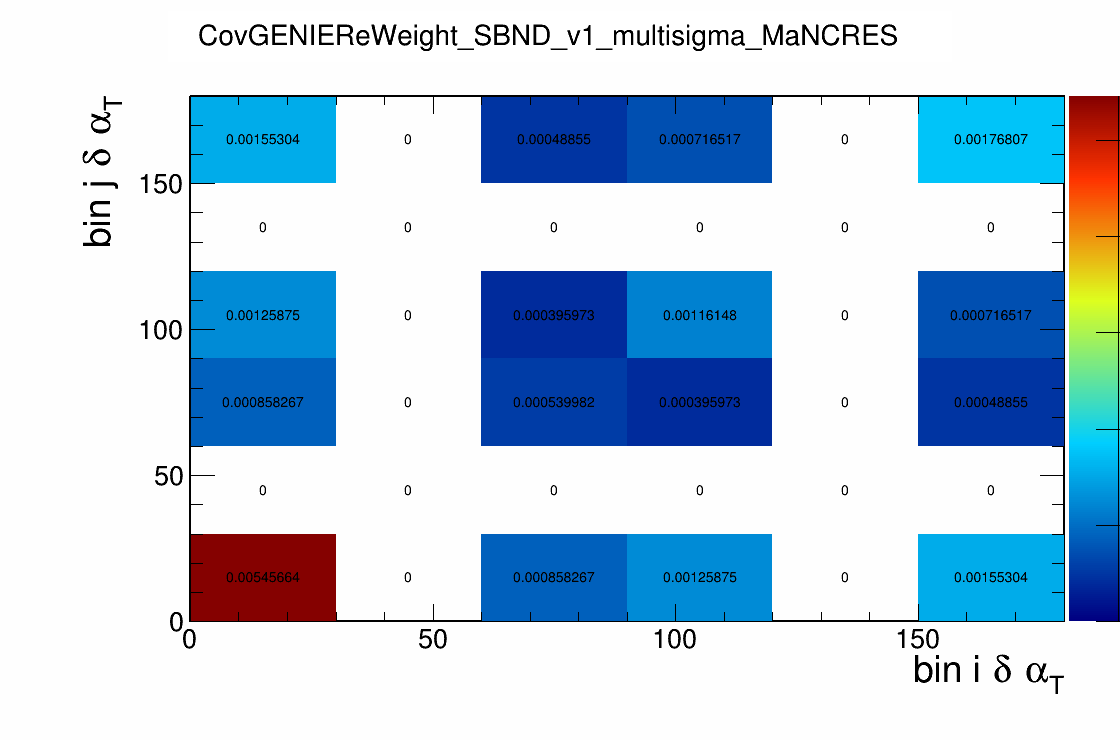 CovGENIEReWeight_SBND_v1_multisigma_MaNCRES
bin j δ α_T
0.00155304 0 0.00048855 0.000716517 0 0.00176807
150
0 0 0 0 0 0
0.00125875 0 0.000395973 0.00116148 0 0.000716517
100
0.000858267 0 0.000539982 0.000395973 0 0.00048855
50
0 0 0 0 0 0
0.00545664 0 0.000858267 0.00125875 0 0.00155304
0
0 50 100 150
bin i δ α_T